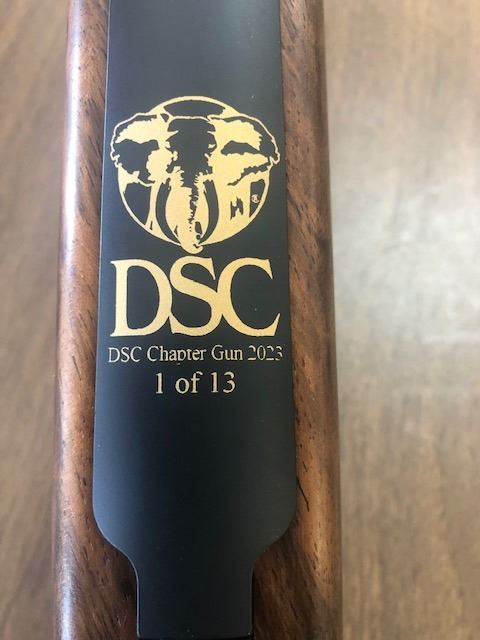 DSC
DSC Chapter Gun 2023
1 of 13